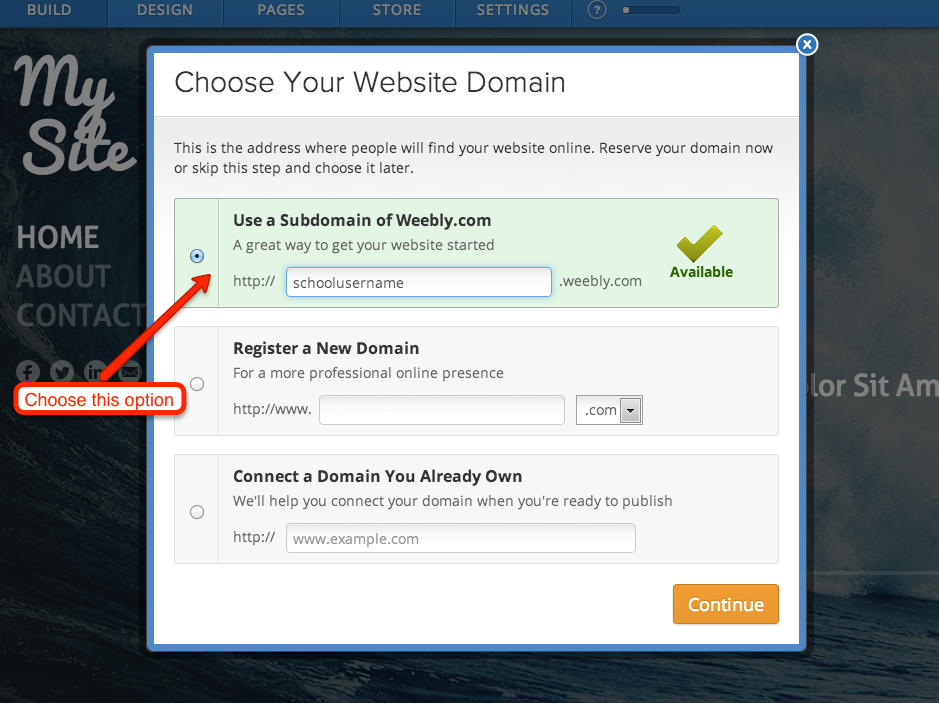 BUILD
DESIGN
PAGES
STORE
SETTINGS
?
My
Site
HOME
ABOUT
CONTACT
Choose Your Website Domain
This is the address where people will find your website online. Reserve your domain now
or skip this step and choose it later.
Use a Subdomain of Weebly.com
A great way to get your website started
http:// schoolusername .weebly.com
Available
Choose this option
Register a New Domain
For a more professional online presence
http://www. .com
Connect a Domain You Already Own
We'll help you connect your domain when you're ready to publish
http:// www.example.com
Continue
Sit